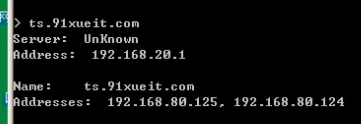 > ts.91xueit.com
Server:  UnKnown
Address:  192.168.20.1
Name:    ts.91xueit.com
Addresses:  192.168.80.125, 192.168.80.124